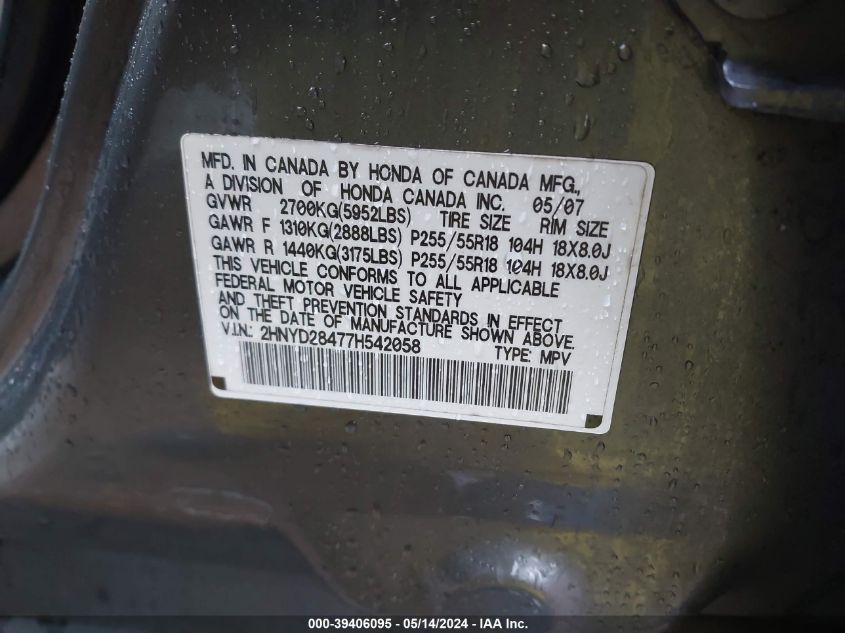 MFD. IN CANADA BY HONDA OF CANADA MFG.,
A DIVISION OF HONDA CANADA INC. 05/07
GVWR 2700KG(5952LBS) TIRE SIZE RIM SIZE
GAWR F 1310KG(2888LBS) P255/55R18 104H 18X8.0J
GAWR R 1440KG(3175LBS) P255/55R18 104H 18X8.0J
THIS VEHICLE CONFORMS TO ALL APPLICABLE
FEDERAL MOTOR VEHICLE SAFETY
AND THEFT PREVENTION STANDARDS IN EFFECT
ON THE DATE OF MANUFACTURE SHOWN ABOVE.
V.I.N.: 2HNYD28477H542058 TYPE: MPV
000-39406095 - 05/14/2024 - IAA Inc.